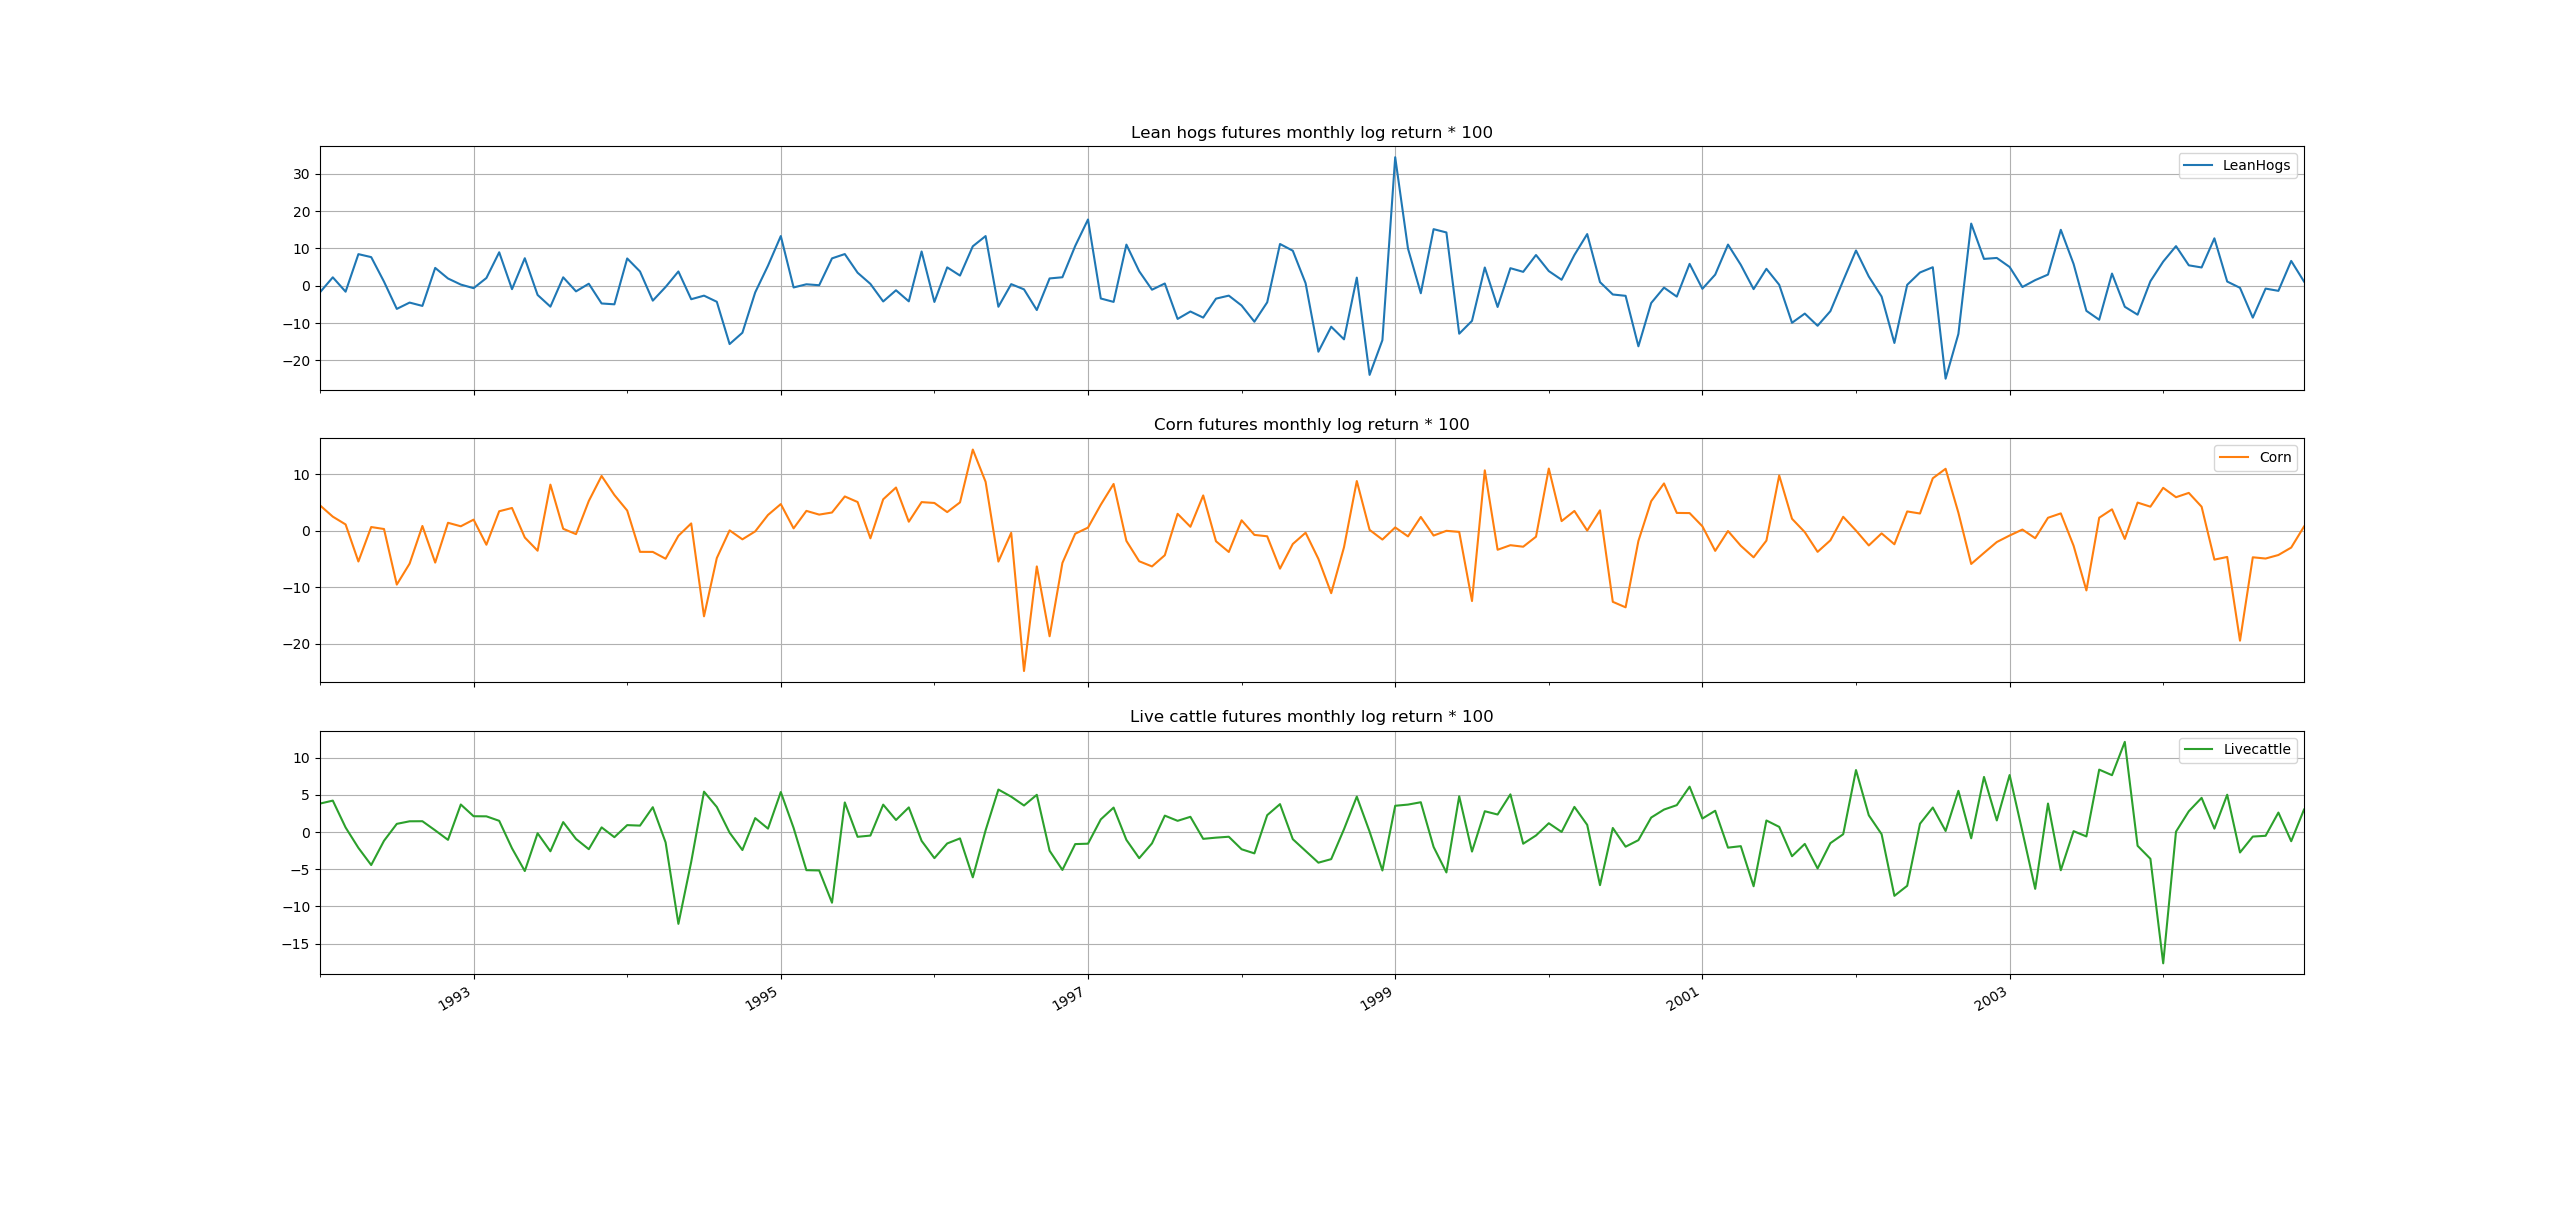 Lean hogs futures monthly log return * 100
LeanHogs
30
20
10
0
−10
−20
Corn futures monthly log return * 100
Corn
10
0
−10
−20
Live cattle futures monthly log return * 100
Livecattle
10
5
0
−5
−10
−15
1993 1995 1997 1999 2001 2003